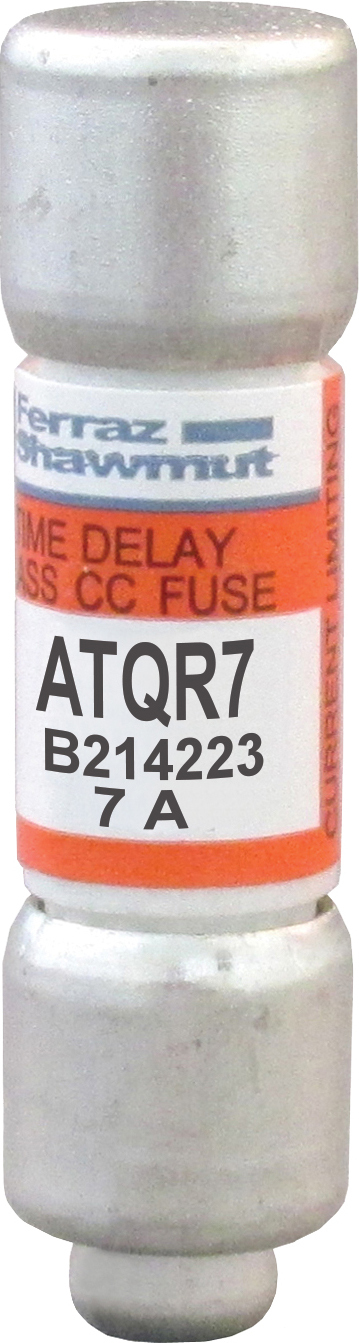 Ferraz
Shawmut
TIME DELAY
ASS CC FUSE
ATQR7
B214223
7 A
CURRENT LIMITING